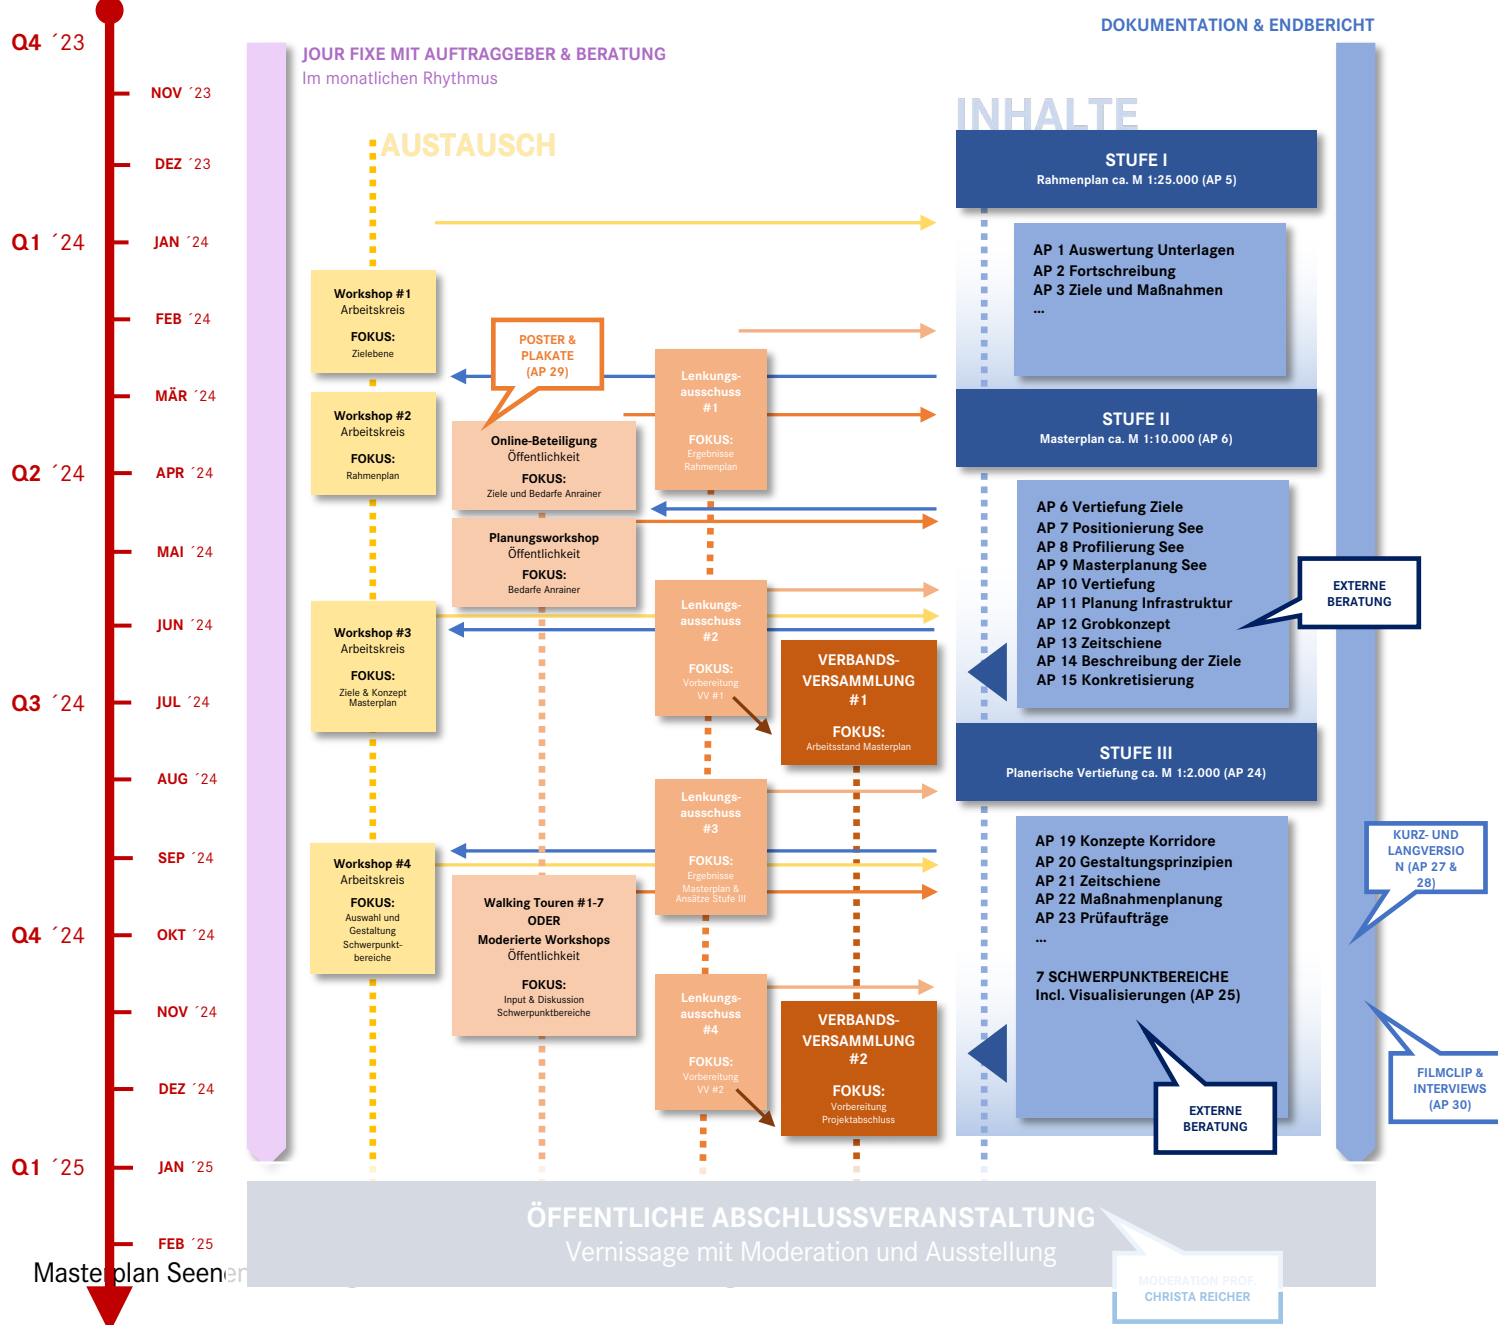 Q4 ´23
NOV ´23
DEZ ´23
Q1 ´24
JAN ´24
FEB ´24
MÄR ´24
Q2 ´24
APR ´24
MAI ´24
JUN ´24
Q3 ´24
JUL ´24
AUG ´24
SEP ´24
Q4 ´24
OKT ´24
NOV ´24
DEZ ´24
Q1 ´25
JAN ´25
FEB ´25
JOUR FIXE MIT AUFTRAGGEBER & BERATUNG
Im monatlichen Rhythmus
AUSTAUSCH
Workshop #1
Arbeitskreis
FOKUS:
Zielebene
Workshop #2
Arbeitskreis
FOKUS:
Rahmenplan
Workshop #3
Arbeitskreis
FOKUS:
Ziele & Konzept
Masterplan
Workshop #4
Arbeitskreis
FOKUS:
Auswahl und
Gestaltung
Schwerpunkt-
bereiche
POSTER &
PLAKATE
(AP 29)
Online-Beteiligung
Öffentlichkeit
FOKUS:
Ziele und Bedarfe Anrainer
Planungsworkshop
Öffentlichkeit
FOKUS:
Bedarfe Anrainer
Walking Touren #1-7
ODER
Moderierte Workshops
Öffentlichkeit
FOKUS:
Input & Diskussion
Schwerpunktbereiche
Lenkungs-
ausschuss
#1
FOKUS:
Ergebnisse
Rahmenplan
Lenkungs-
ausschuss
#2
FOKUS:
Vorbereitung
VV #1
Lenkungs-
ausschuss
#3
FOKUS:
Ergebnisse
Masterplan &
Ansätze Stufe III
Lenkungs-
ausschuss
#4
FOKUS:
Vorbereitung
VV #2
VERBANDS-
VERSAMMLUNG
#1
FOKUS:
Arbeitsstand Masterplan
VERBANDS-
VERSAMMLUNG
#2
FOKUS:
Vorbereitung
Projektabschluss
INHALTE
STUFE I
Rahmenplan ca. M 1:25.000 (AP 5)
AP 1 Auswertung Unterlagen
AP 2 Fortschreibung
AP 3 Ziele und Maßnahmen
...
STUFE II
Masterplan ca. M 1:10.000 (AP 6)
AP 6 Vertiefung Ziele
AP 7 Positionierung See
AP 8 Profilierung See
AP 9 Masterplanung See
AP 10 Vertiefung
AP 11 Planung Infrastruktur
AP 12 Grobkonzept
AP 13 Zeitschiene
AP 14 Beschreibung der Ziele
AP 15 Konkretisierung
EXTERNE
BERATUNG
STUFE III
Planerische Vertiefung ca. M 1:2.000 (AP 24)
AP 19 Konzepte Korridore
AP 20 Gestaltungsprinzipien
AP 21 Zeitschiene
AP 22 Maßnahmenplanung
AP 23 Prüfaufträge
...
7 SCHWERPUNKTBEREICHE
Incl. Visualisierungen (AP 25)
EXTERNE
BERATUNG
DOKUMENTATION & ENDBERICHT
KURZ- UND
LANGVERSIO
N (AP 27 &
28)
FILMCLIP &
INTERVIEWS
(AP 30)
ÖFFENTLICHE ABSCHLUSSVERANSTALTUNG
Vernissage mit Moderation und Ausstellung
MODERATION PROF.
CHRISTA REICHER
Masterplan Seenen